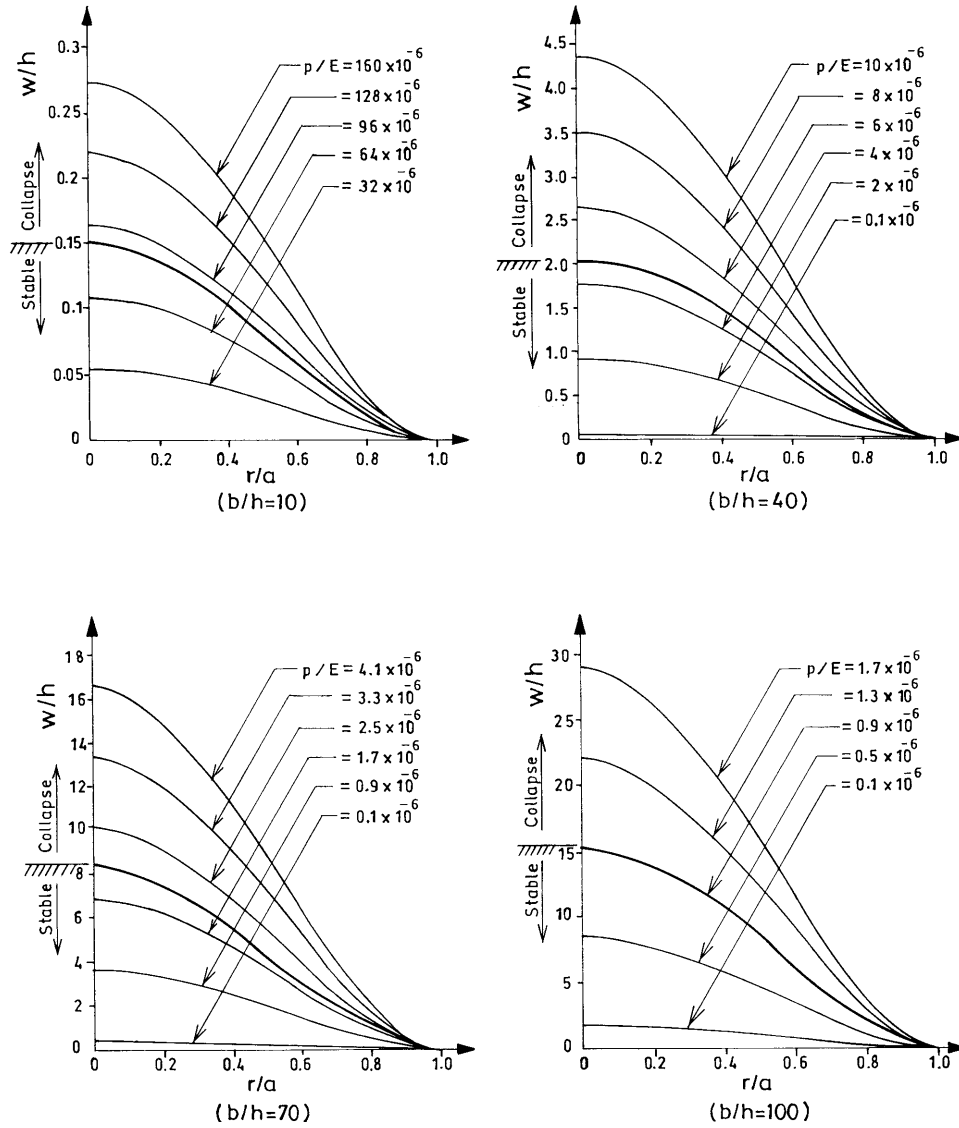 w/h
Collapse
Stable
0.3
0.25
0.2
0.15
0.1
0.05
0
p/E = 160 x 10^-6
= 128 x 10^-6
= 96 x 10^-6
= 64 x 10^-6
= 32 x 10^-6
0 0.2 0.4 0.6 0.8 1.0
r/a
(b/h=10)
w/h
Collapse
Stable
4.5
4.0
3.5
3.0
2.5
2.0
1.5
1.0
0.5
0
p/E = 10 x 10^-6
= 8 x 10^-6
= 6 x 10^-6
= 4 x 10^-6
= 2 x 10^-6
= 0.1 x 10^-6
0 0.2 0.4 0.6 0.8 1.0
r/a
(b/h=40)
w/h
Collapse
Stable
18
16
14
12
10
8
6
4
2
0
p/E = 4.1 x 10^-6
= 3.3 x 10^-6
= 2.5 x 10^-6
= 1.7 x 10^-6
= 0.9 x 10^-6
= 0.1 x 10^-6
0 0.2 0.4 0.6 0.8 1.0
r/a
(b/h=70)
w/h
Collapse
Stable
30
25
20
15
10
5
0
p/E = 1.7 x 10^-6
= 1.3 x 10^-6
= 0.9 x 10^-6
= 0.5 x 10^-6
= 0.1 x 10^-6
0 0.2 0.4 0.6 0.8 1.0
r/a
(b/h=100)